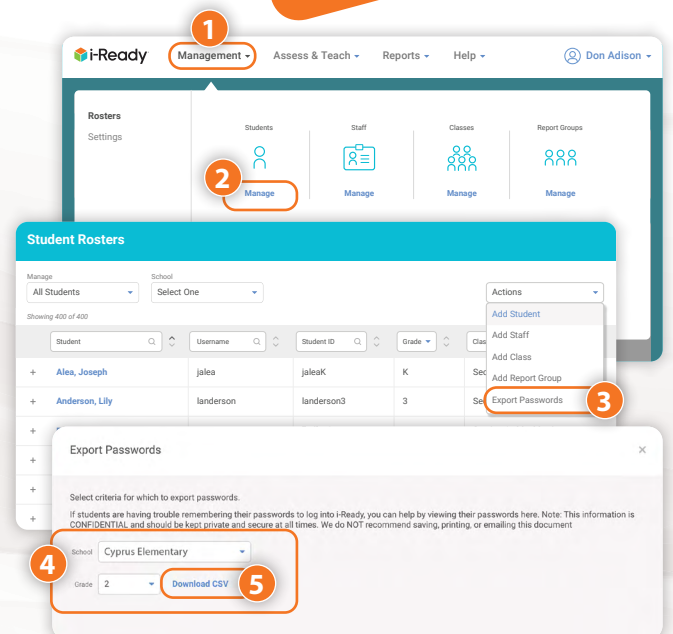 1
i-Ready Management Assess & Teach Reports Help Don Adison
Rosters
Settings
Students Staff Classes Report Groups
2
Manage Manage Manage Manage
Student Rosters
Manage School
All Students Select One Actions
Showing 400 of 400
Add Student
Student Username Student ID Grade Clas
Add Staff
Add Class
+ Alea, Joseph jalea jaleaK K Sec
Add Report Group
+ Anderson, Lily landerson landerson3 3 Se
Export Passwords 3
+
+
+
+
Export Passwords ×
Select criteria for which to export passwords.
If students are having trouble remembering their passwords to log into i-Ready, you can help by viewing their passwords here. Note: This information is
CONFIDENTIAL and should be kept private and secure at all times. We do NOT recommend saving, printing, or emailing this document
4
School Cyprus Elementary
Grade 2 Download CSV 5